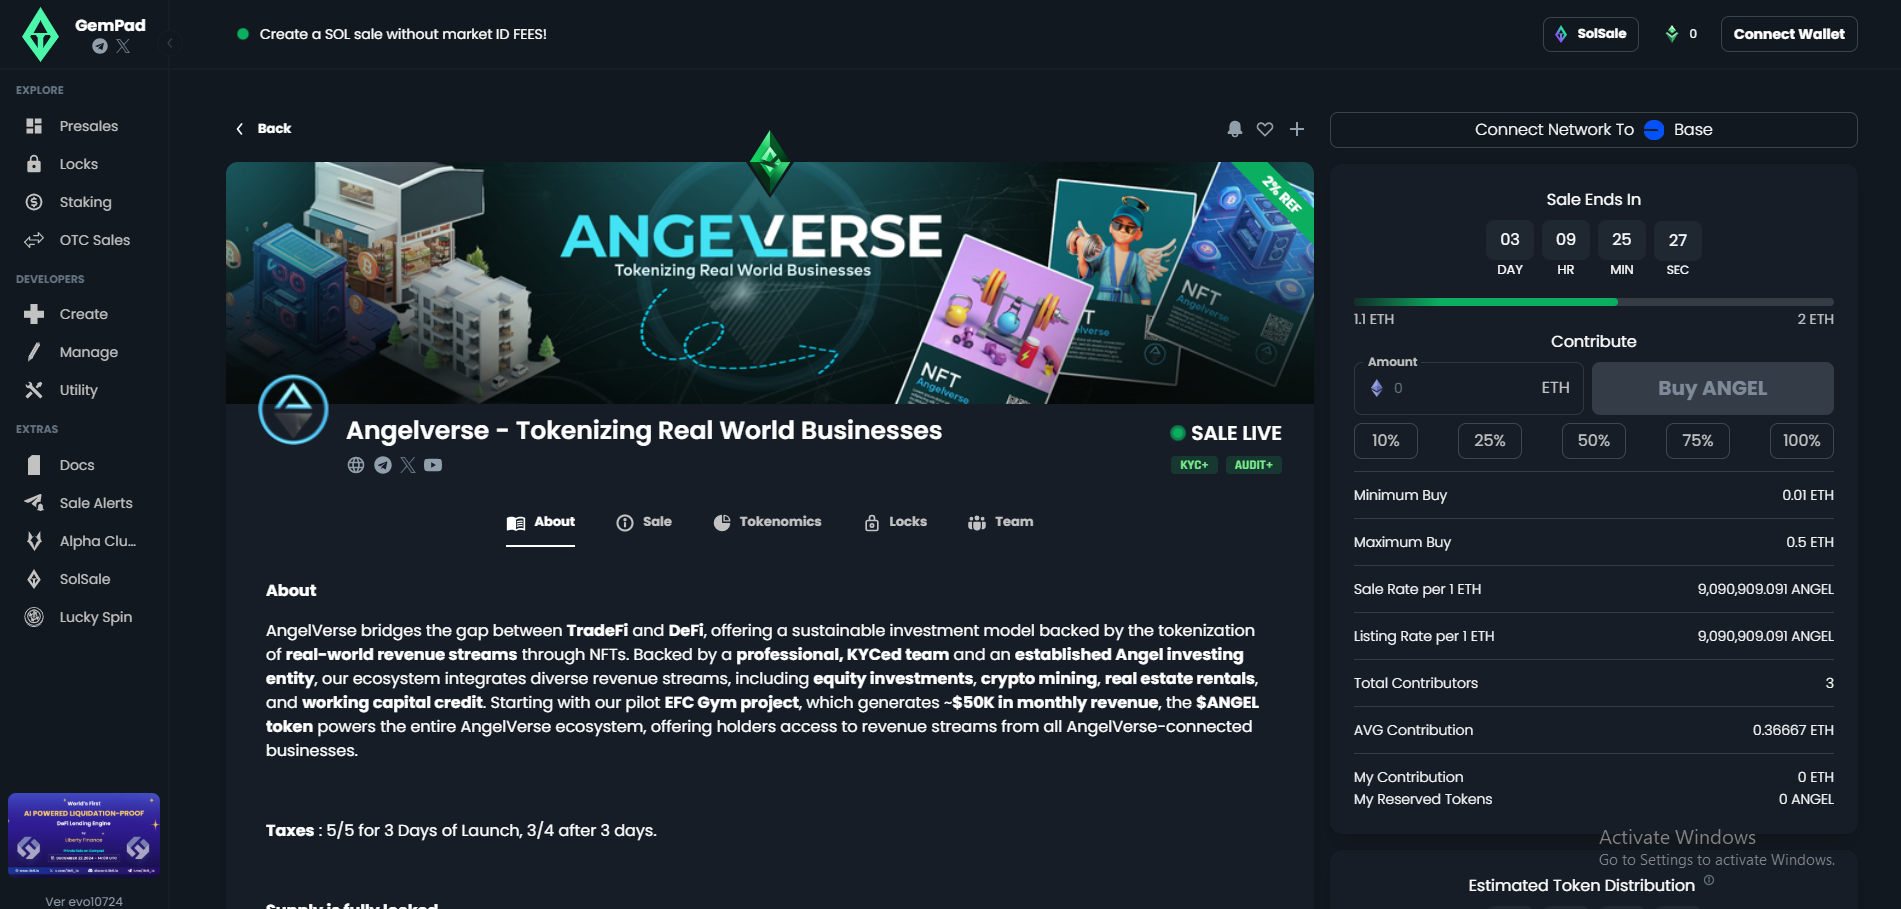 GemPad
Create a SOL sale without market ID FEES!
SolSale
0
Connect Wallet
EXPLORE
Presales
Locks
Staking
OTC Sales
DEVELOPERS
Create
Manage
Utility
EXTRAS
Docs
Sale Alerts
Alpha Clu...
SolSale
Lucky Spin
World's First
AI POWERED LIQUIDATION-PROOF
DeFi Lending Engine
by
Liberty Finance
Ver evo10724
Back
2% REF
ANGELVERSE
Tokenizing Real World Businesses
NFT
Angelverse
NFT
Angelverse
Angelverse - Tokenizing Real World Businesses
SALE LIVE
KYC+
AUDIT+
About
Sale
Tokenomics
Locks
Team
About
AngelVerse bridges the gap between TradeFi and DeFi, offering a sustainable investment model backed by the tokenization
of real-world revenue streams through NFTs. Backed by a professional, KYCed team and an established Angel investing
entity, our ecosystem integrates diverse revenue streams, including equity investments, crypto mining, real estate rentals,
and working capital credit. Starting with our pilot EFC Gym project, which generates ~$50K in monthly revenue, the $ANGEL
token powers the entire AngelVerse ecosystem, offering holders access to revenue streams from all AngelVerse-connected
businesses.
Taxes : 5/5 for 3 Days of Launch, 3/4 after 3 days.
Supply is fully locked
Connect Network To Base
Sale Ends In
03 09 25 27
DAY HR MIN SEC
1.1 ETH 2 ETH
Contribute
Amount
0 ETH
Buy ANGEL
10% 25% 50% 75% 100%
Minimum Buy 0.01 ETH
Maximum Buy 0.5 ETH
Sale Rate per 1 ETH 9,090,909.091 ANGEL
Listing Rate per 1 ETH 9,090,909.091 ANGEL
Total Contributors 3
AVG Contribution 0.36667 ETH
My Contribution 0 ETH
My Reserved Tokens 0 ANGEL
Activate Windows
Go to Settings to activate Windows.
Estimated Token Distribution